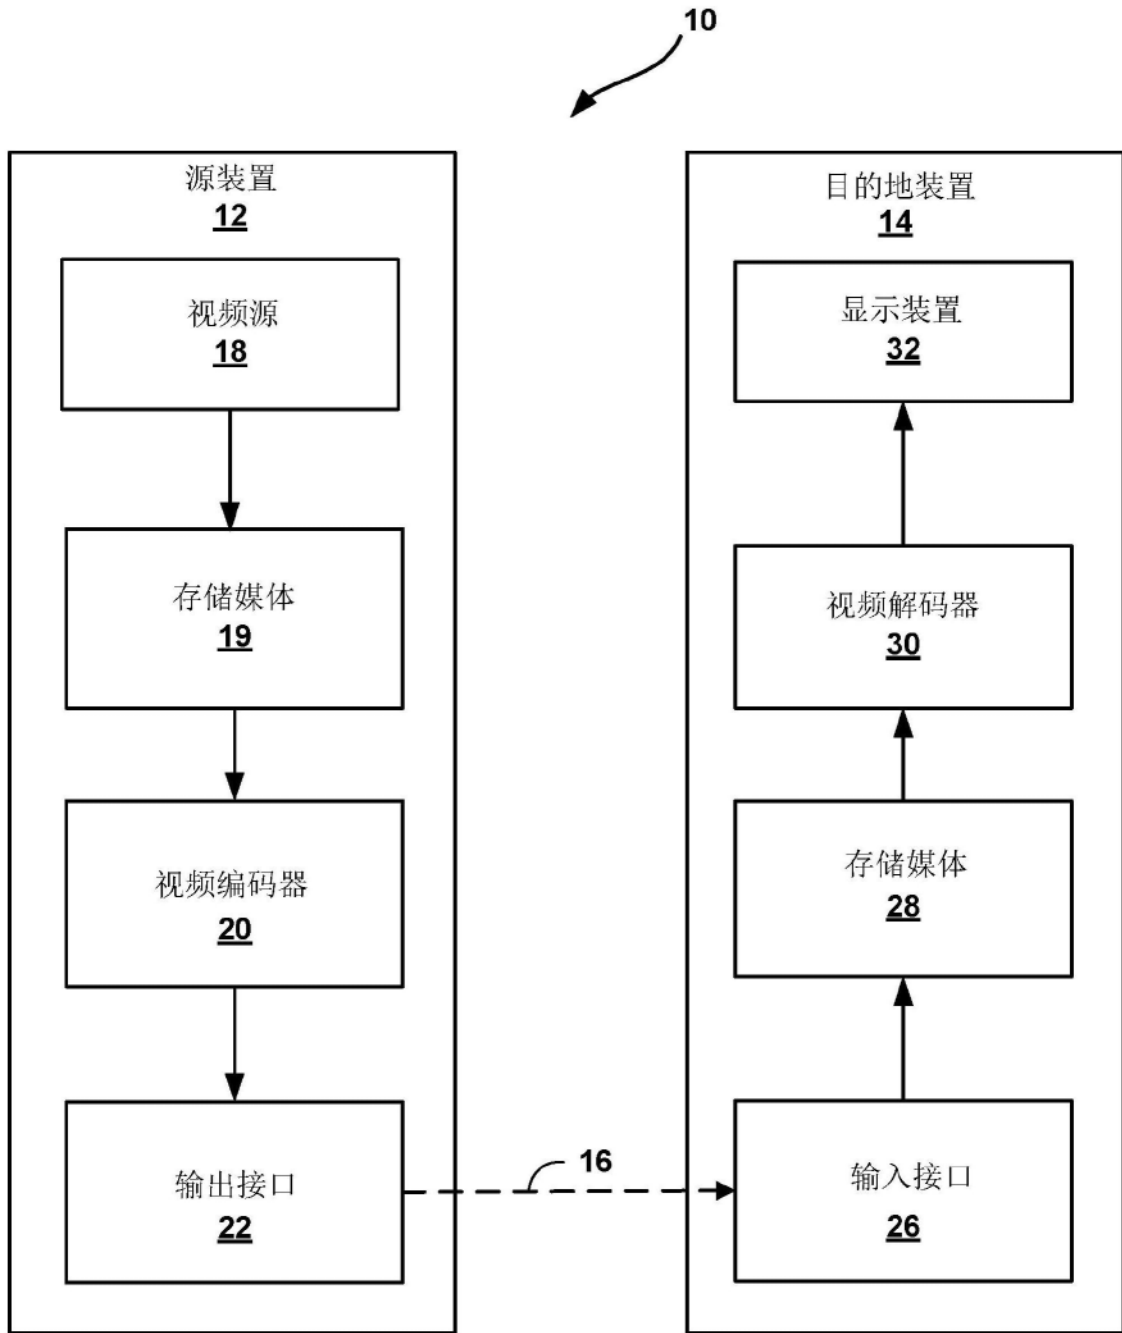 10
源装置
12
视频源
18
存储媒体
19
视频编码器
20
输出接口
22
16
目的地装置
14
显示装置
32
视频解码器
30
存储媒体
28
输入接口
26